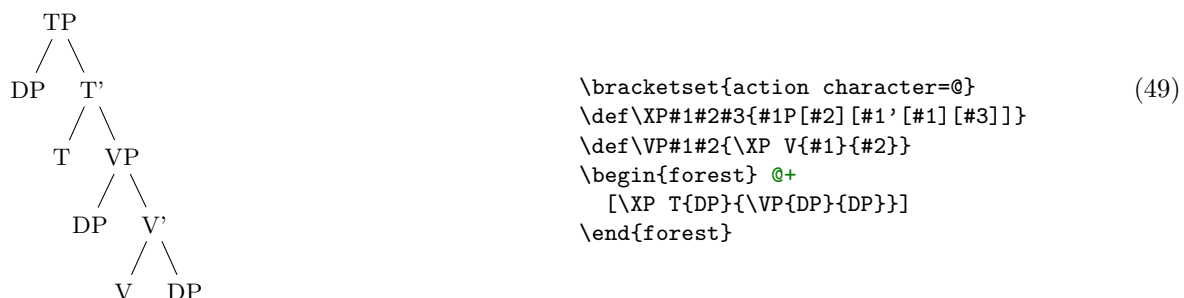 TP
DP T'
T VP
DP V'
V DP
\bracketset{action character=@}
\def\XP#1#2#3{#1P[#2][#1'[#1][#3]]}
\def\VP#1#2{\XP V{#1}{#2}}
\begin{forest} @+
[\XP T{DP}{\VP{DP}{DP}}]
\end{forest}
(49)